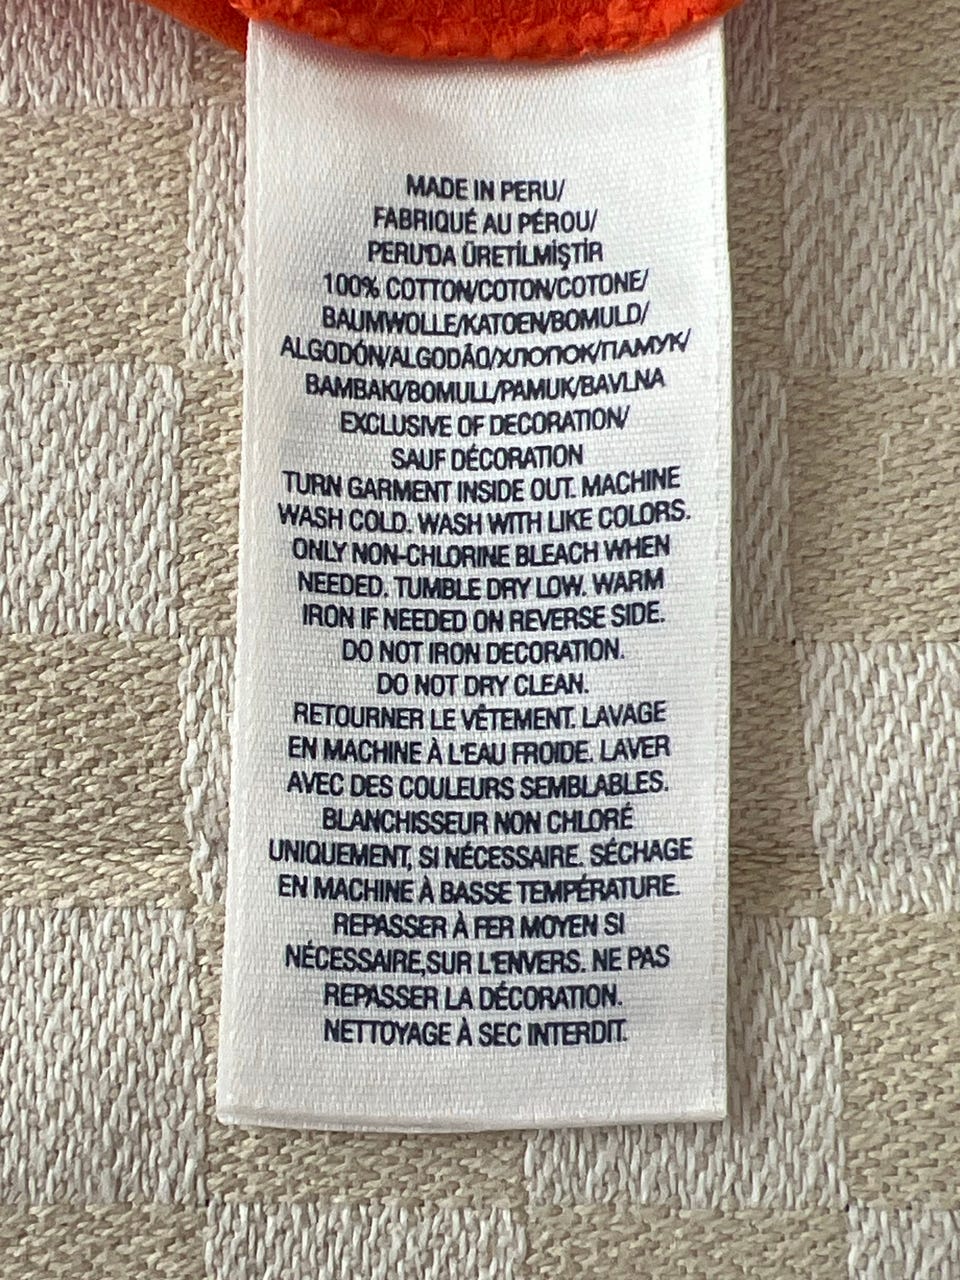 MADE IN PERU/
FABRIQUÉ AU PÉROU/
PERU'DA ÜRETİLMİŞTİR
100% COTTON/COTON/COTONE/
BAUMWOLLE/KATOEN/BOMULD/
ALGODÓN/ALGODÃO/ХЛОПОК/ПАМУК/
BAMBAKI/BOMULL/PAMUK/BAVLNA
EXCLUSIVE OF DECORATION/
SAUF DÉCORATION
TURN GARMENT INSIDE OUT. MACHINE
WASH COLD. WASH WITH LIKE COLORS.
ONLY NON-CHLORINE BLEACH WHEN
NEEDED. TUMBLE DRY LOW. WARM
IRON IF NEEDED ON REVERSE SIDE.
DO NOT IRON DECORATION.
DO NOT DRY CLEAN.
RETOURNER LE VÊTEMENT. LAVAGE
EN MACHINE À L'EAU FROIDE. LAVER
AVEC DES COULEURS SEMBLABLES.
BLANCHISSEUR NON CHLORÉ
UNIQUEMENT, SI NÉCESSAIRE. SÉCHAGE
EN MACHINE À BASSE TEMPÉRATURE.
REPASSER À FER MOYEN SI
NÉCESSAIRE,SUR L'ENVERS. NE PAS
REPASSER LA DÉCORATION.
NETTOYAGE À SEC INTERDIT.